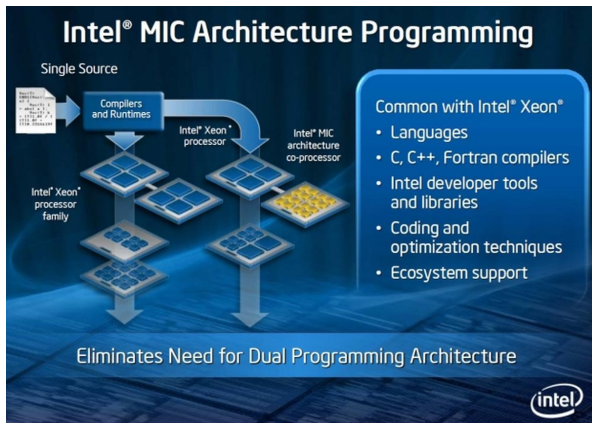 Intel® MIC Architecture Programming
Single Source
Compilers
and Runtimes
Intel® Xeon®
processor
Intel® MIC
architecture
co-processor
Intel® Xeon®
processor
family
Common with Intel® Xeon®
• Languages
• C, C++, Fortran compilers
• Intel developer tools
and libraries
• Coding and
optimization techniques
• Ecosystem support
Eliminates Need for Dual Programming Architecture
intel